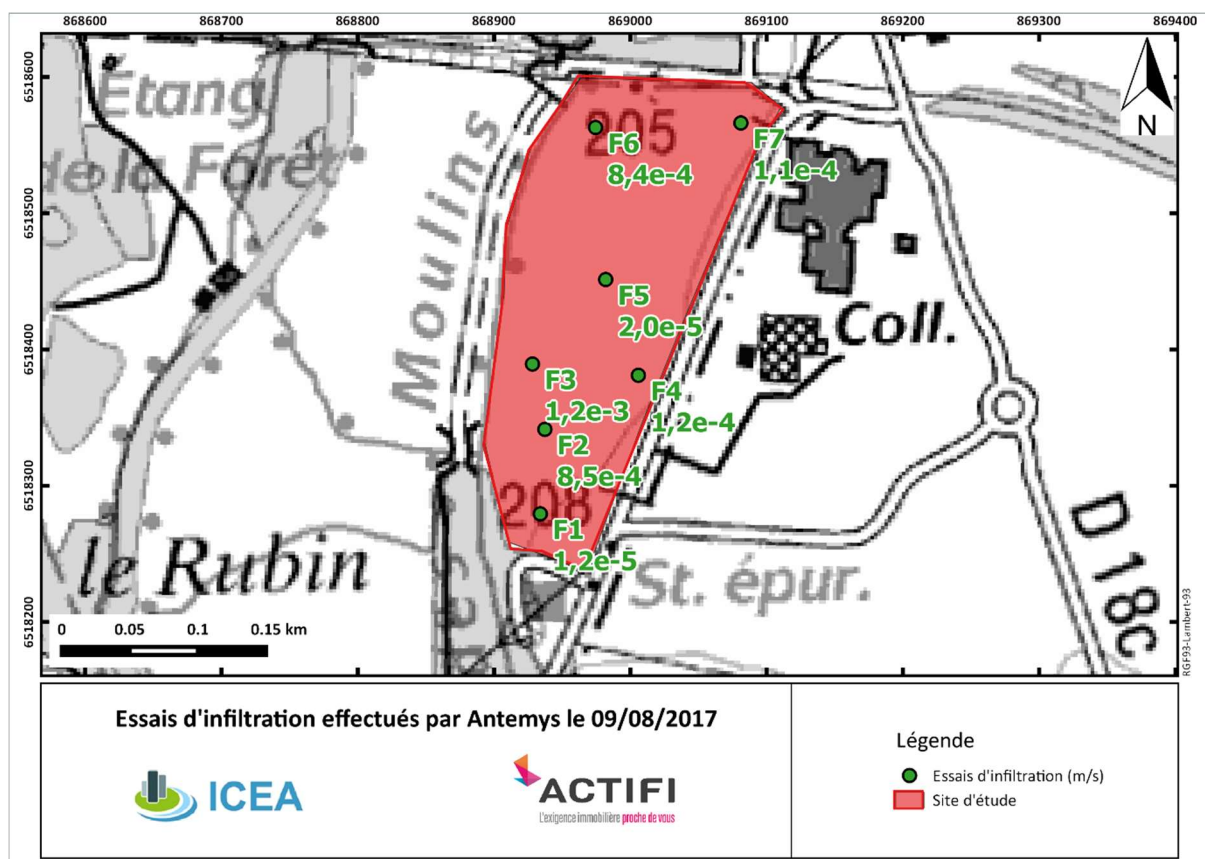 868600 868700 868800 868900 869000 869100 869200 869300 869400
6518600
6518500
6518400
6518300
6518200
Étang
de la Forêt
Moulins
205
F6
8,4e-4
F7
1,1e-4
N
F5
2,0e-5
Coll.
F3
1,2e-3
F4
1,2e-4
F2
8,5e-4
208
F1
1,2e-5
le Rubin
St. épur.
D 18c
0 0.05 0.1 0.15 km
RGF93-Lambert-93
Essais d'infiltration effectués par Antemys le 09/08/2017
ICEA
ACTIFI
L'exigence immobilière proche de vous
Légende
Essais d'infiltration (m/s)
Site d'étude